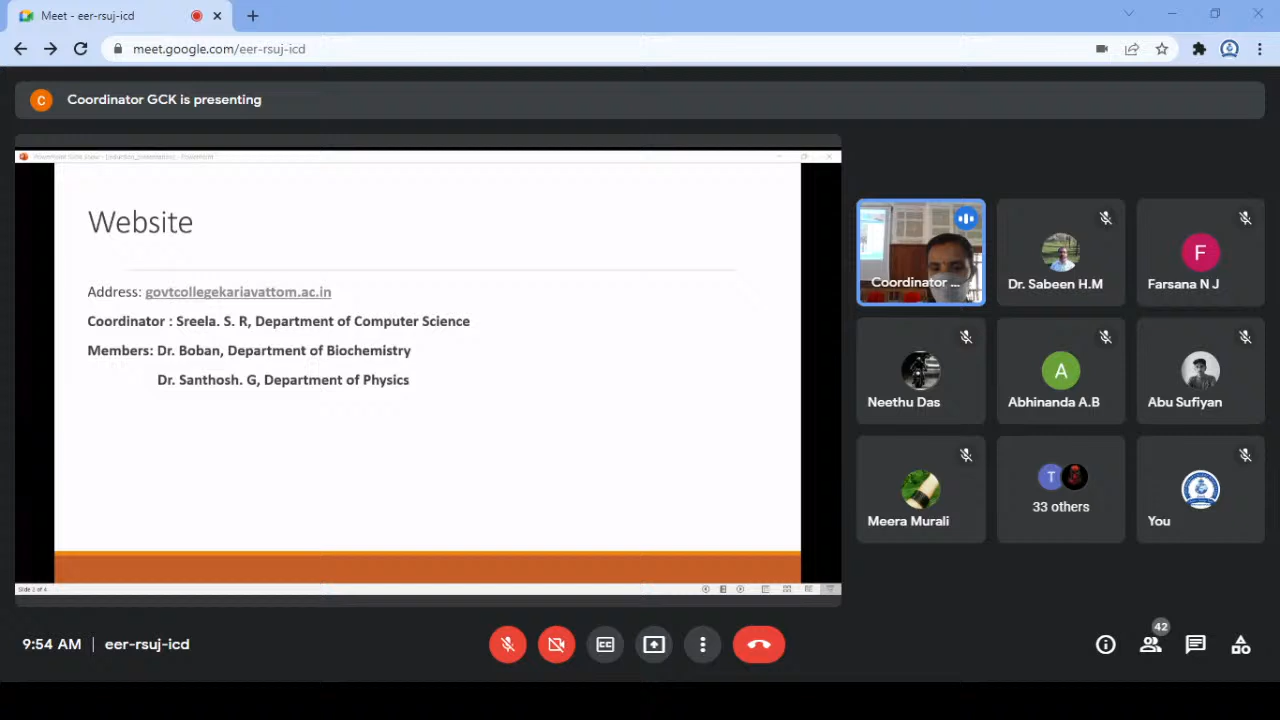 Meet - eer-rsuj-icd
meet.google.com/eer-rsuj-icd
C
Coordinator GCK is presenting
Website
Address: govtcollegekariavattom.ac.in
Coordinator : Sreela. S. R, Department of Computer Science
Members: Dr. Boban, Department of Biochemistry
Dr. Santhosh. G, Department of Physics
Coordinator ...
Dr. Sabeen H.M
F
Farsana N J
Neethu Das
A
Abhinanda A.B
Abu Sufiyan
Meera Murali
T
33 others
You
9:54 AM
eer-rsuj-icd
CC
42